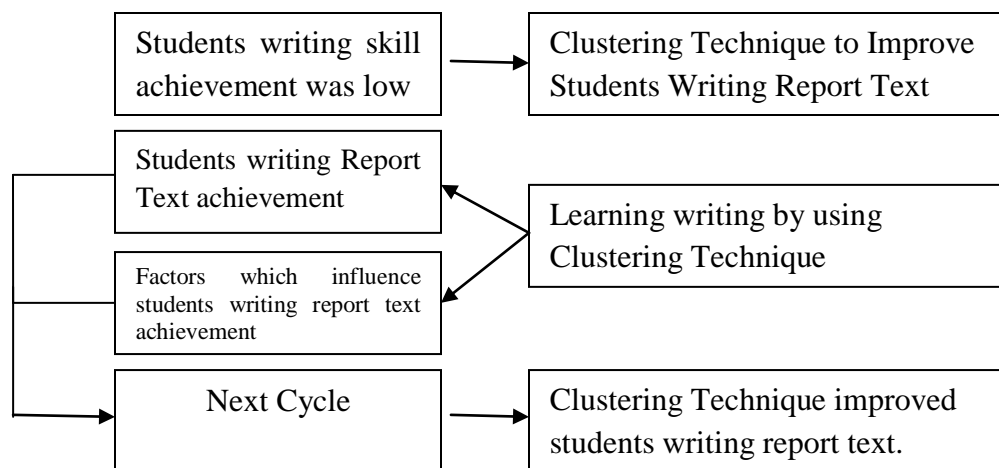 Students writing skill
achievement was low
Clustering Technique to Improve
Students Writing Report Text
Students writing Report
Text achievement
Learning writing by using
Clustering Technique
Factors which influence
students writing report text
achievement
Next Cycle
Clustering Technique improved
students writing report text.